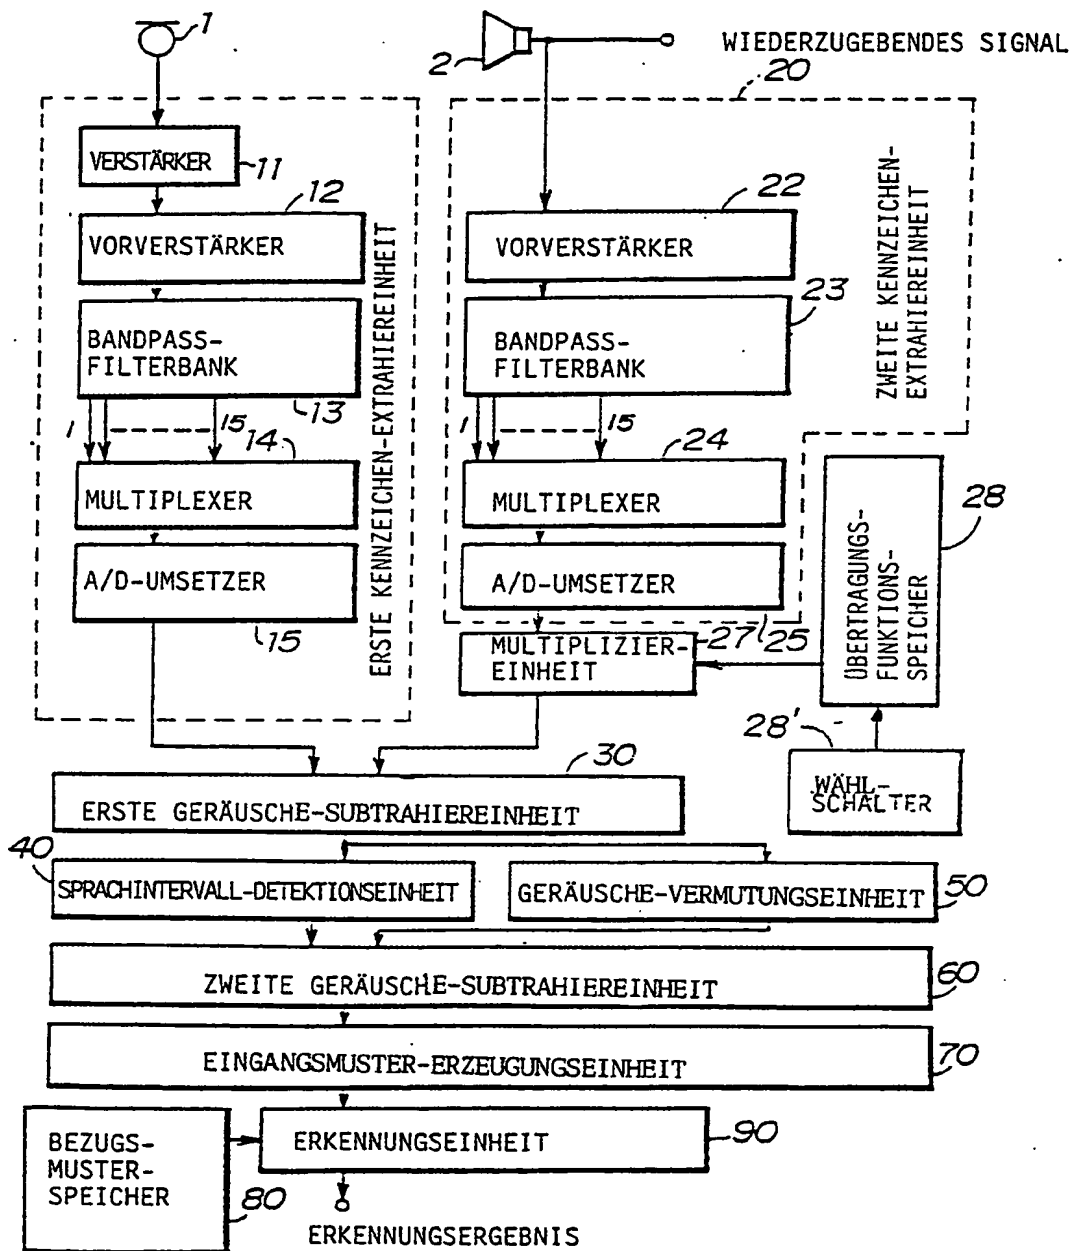 1
2
WIEDERZUGEBENDES SIGNAL
20
VERSTÄRKER
11
12
VORVERSTÄRKER
BANDPASS-
FILTERBANK
13
1
15
14
MULTIPLEXER
A/D-UMSETZER
15
ERSTE KENNZEICHEN-EXTRAHIEREINHEIT
22
VORVERSTÄRKER
23
BANDPASS-
FILTERBANK
1
15
24
MULTIPLEXER
A/D-UMSETZER
25
ZWEITE KENNZEICHEN-
EXTRAHIEREINHEIT
27
MULTIPLIZIER-
EINHEIT
28
ÜBERTRAGUNGS-
FUNKTIONS-
SPEICHER
28'
WÄHL-
SCHALTER
30
ERSTE GERÄUSCHE-SUBTRAHIEREINHEIT
40
SPRACHINTERVALL-DETEKTIONSEINHEIT
GERÄUSCHE-VERMUTUNGSEINHEIT
50
ZWEITE GERÄUSCHE-SUBTRAHIEREINHEIT
60
EINGANGSMUSTER-ERZEUGUNGSEINHEIT
70
BEZUGS-
MUSTER-
SPEICHER
80
ERKENNUNGSEINHEIT
90
ERKENNUNGSERGEBNIS